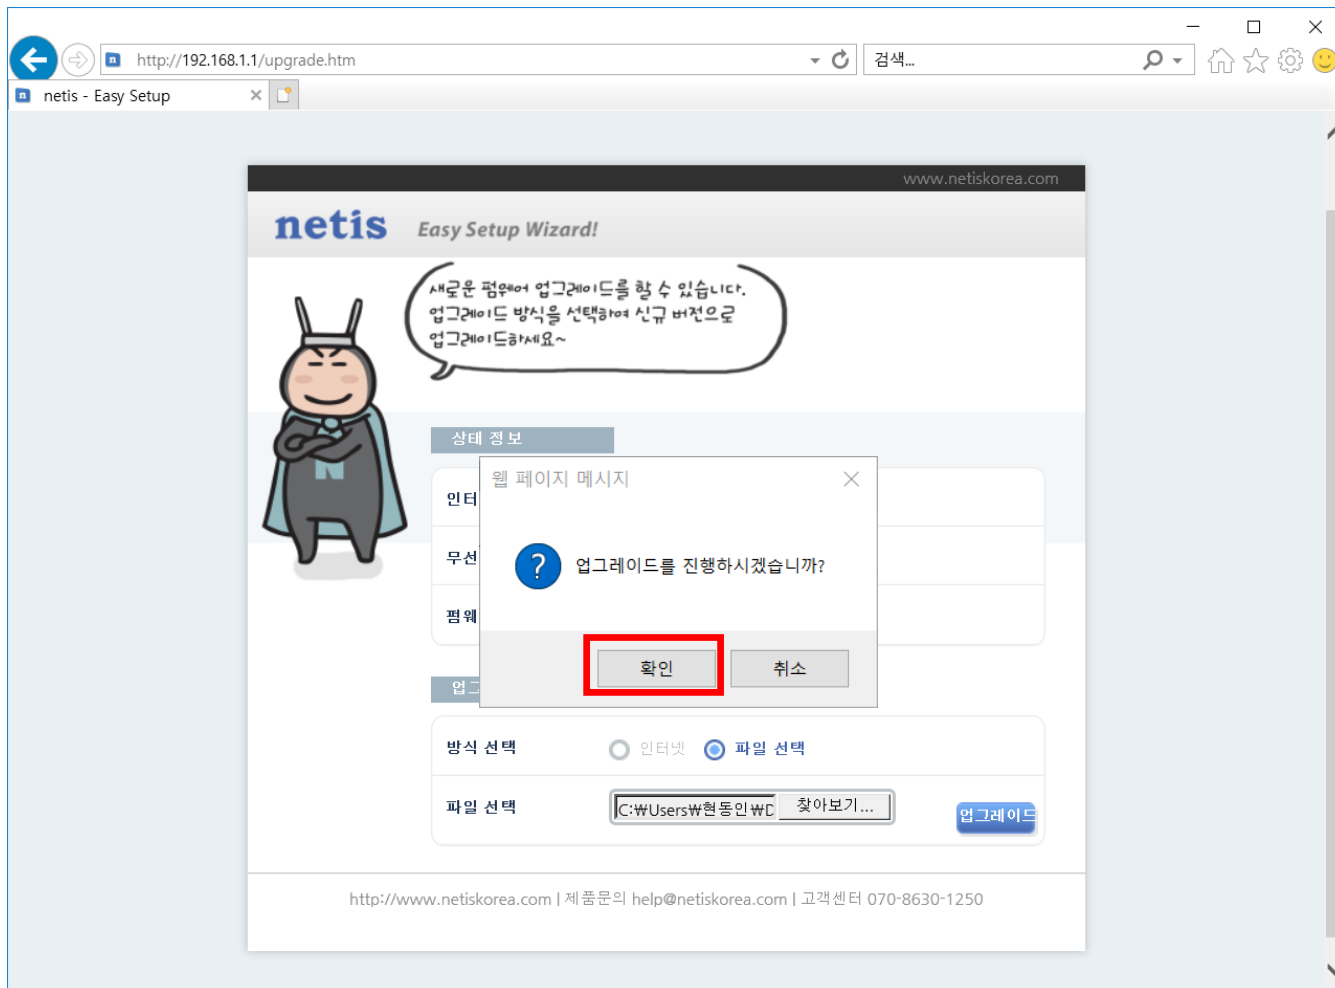 http://192.168.1.1/upgrade.htm
검색...
netis - Easy Setup
www.netiskorea.com
netis Easy Setup Wizard!
새로운 펌웨어 업그레이드를 할 수 있습니다.
업그레이드 방식을 선택하여 신규 버전으로
업그레이드하세요~
N
상태 정보
웹 페이지 메시지
인터
무선
업그레이드를 진행하시겠습니까?
펌웨
확인 취소
업그
방식 선택 인터넷 파일 선택
파일 선택 C:₩Users₩현동인₩D 찾아보기... 업그레이드
http://www.netiskorea.com | 제품문의 help@netiskorea.com | 고객센터 070-8630-1250